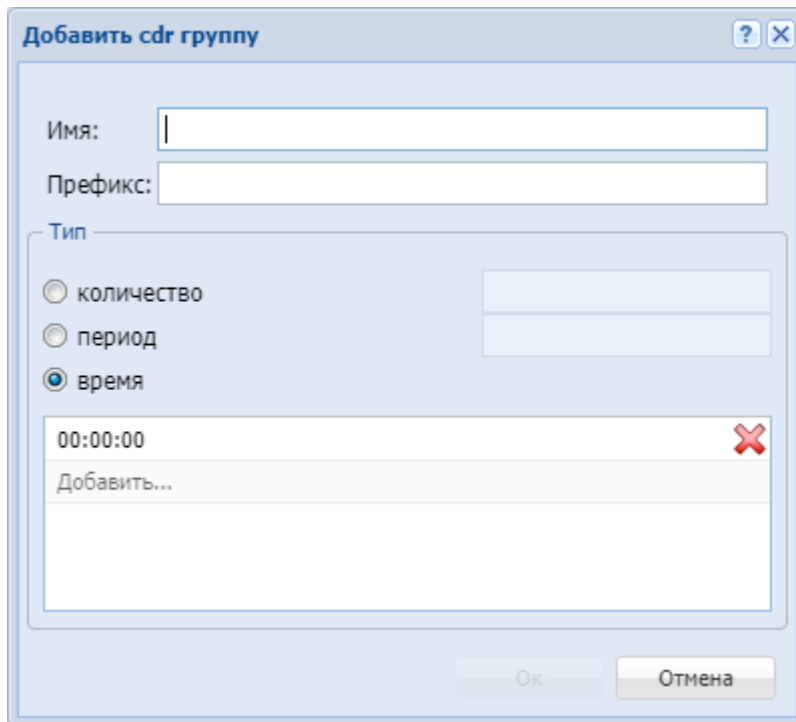 Добавить cdr группу
Имя:
Префикс:
Тип
количество
период
время
00:00:00
Добавить...
Ок
Отмена